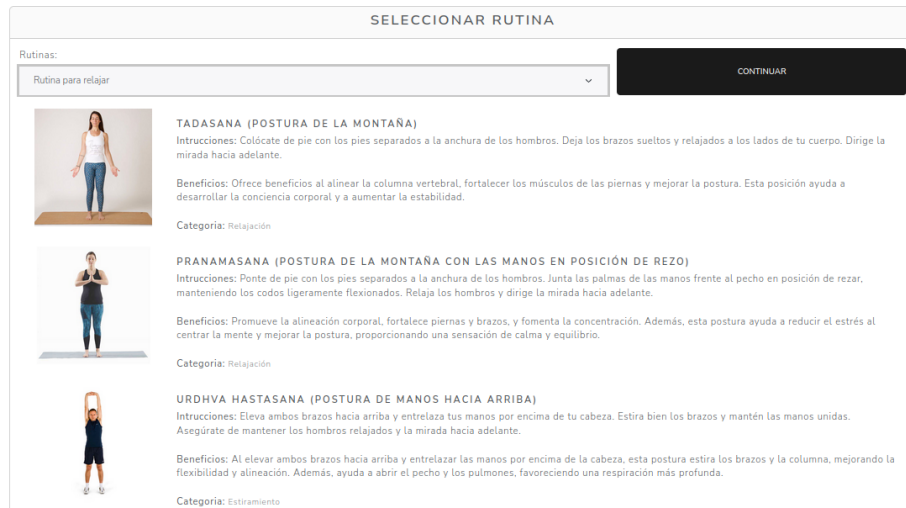 SELECCIONAR RUTINA
Rutinas:
Rutina para relajar
CONTINUAR
TADASANA (POSTURA DE LA MONTAÑA)
Intrucciones: Colócate de pie con los pies separados a la anchura de los hombros. Deja los brazos sueltos y relajados a los lados de tu cuerpo. Dirige la
mirada hacia adelante.
Beneficios: Ofrece beneficios al alinear la columna vertebral, fortalecer los músculos de las piernas y mejorar la postura. Esta posición ayuda a
desarrollar la conciencia corporal y a aumentar la estabilidad.
Categoria: Relajación
PRANAMASANA (POSTURA DE LA MONTAÑA CON LAS MANOS EN POSICIÓN DE REZO)
Intrucciones: Ponte de pie con los pies separados a la anchura de los hombros. Junta las palmas de las manos frente al pecho en posición de rezar,
manteniendo los codos ligeramente flexionados. Relaja los hombros y dirige la mirada hacia adelante.
Beneficios: Promueve la alineación corporal, fortalece piernas y brazos, y fomenta la concentración. Además, esta postura ayuda a reducir el estrés al
centrar la mente y mejorar la postura, proporcionando una sensación de calma y equilibrio.
Categoria: Relajación
URDHVA HASTASANA (POSTURA DE MANOS HACIA ARRIBA)
Intrucciones: Eleva ambos brazos hacia arriba y entrelaza tus manos por encima de tu cabeza. Estira bien los brazos y mantén las manos unidas.
Asegúrate de mantener los hombros relajados y la mirada hacia adelante.
Beneficios: Al elevar ambos brazos hacia arriba y entrelazar las manos por encima de la cabeza, esta postura estira los brazos y la columna, mejorando la
flexibilidad y alineación. Además, ayuda a abrir el pecho y los pulmones, favoreciendo una respiración más profunda.
Categoria: Estiramiento